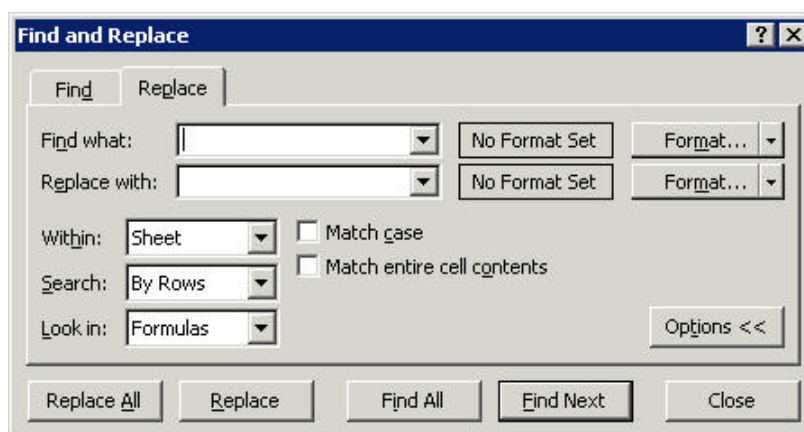 Find and Replace
Find Replace
Find what: No Format Set Format...
Replace with: No Format Set Format...
Within: Sheet Match case
Match entire cell contents
Search: By Rows
Look in: Formulas Options <<
Replace All Replace Find All Find Next Close